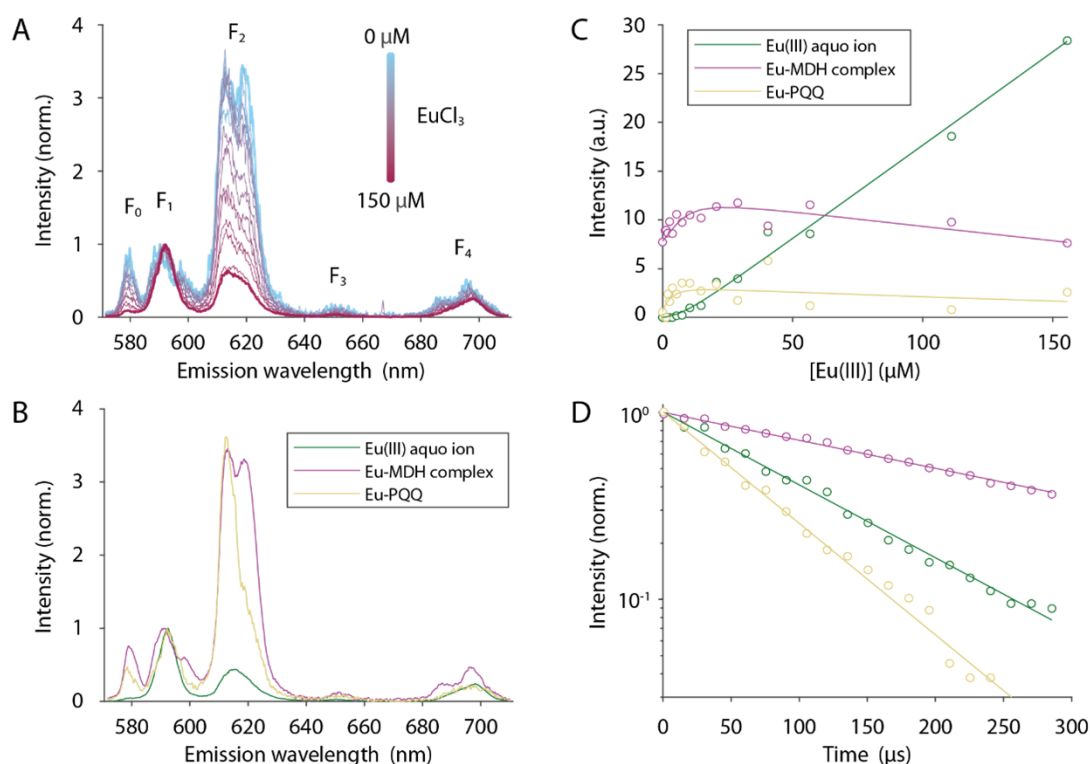 A
Intensity (norm.)
4
3
2
1
0
F₀
F₁
F₂
F₃
F₄
0 μM
EuCl₃
150 μM
580 600 620 640 660 680 700
Emission wavelength (nm)
B
Intensity (norm.)
4
3
2
1
0
Eu(III) aquo ion
Eu-MDH complex
Eu-PQQ
580 600 620 640 660 680 700
Emission wavelength (nm)
C
Intensity (a.u.)
30
25
20
15
10
5
0
Eu(III) aquo ion
Eu-MDH complex
Eu-PQQ
0 50 100 150
[Eu(III)] (μM)
D
Intensity (norm.)
10⁰
10⁻¹
0 50 100 150 200 250 300
Time (μs)